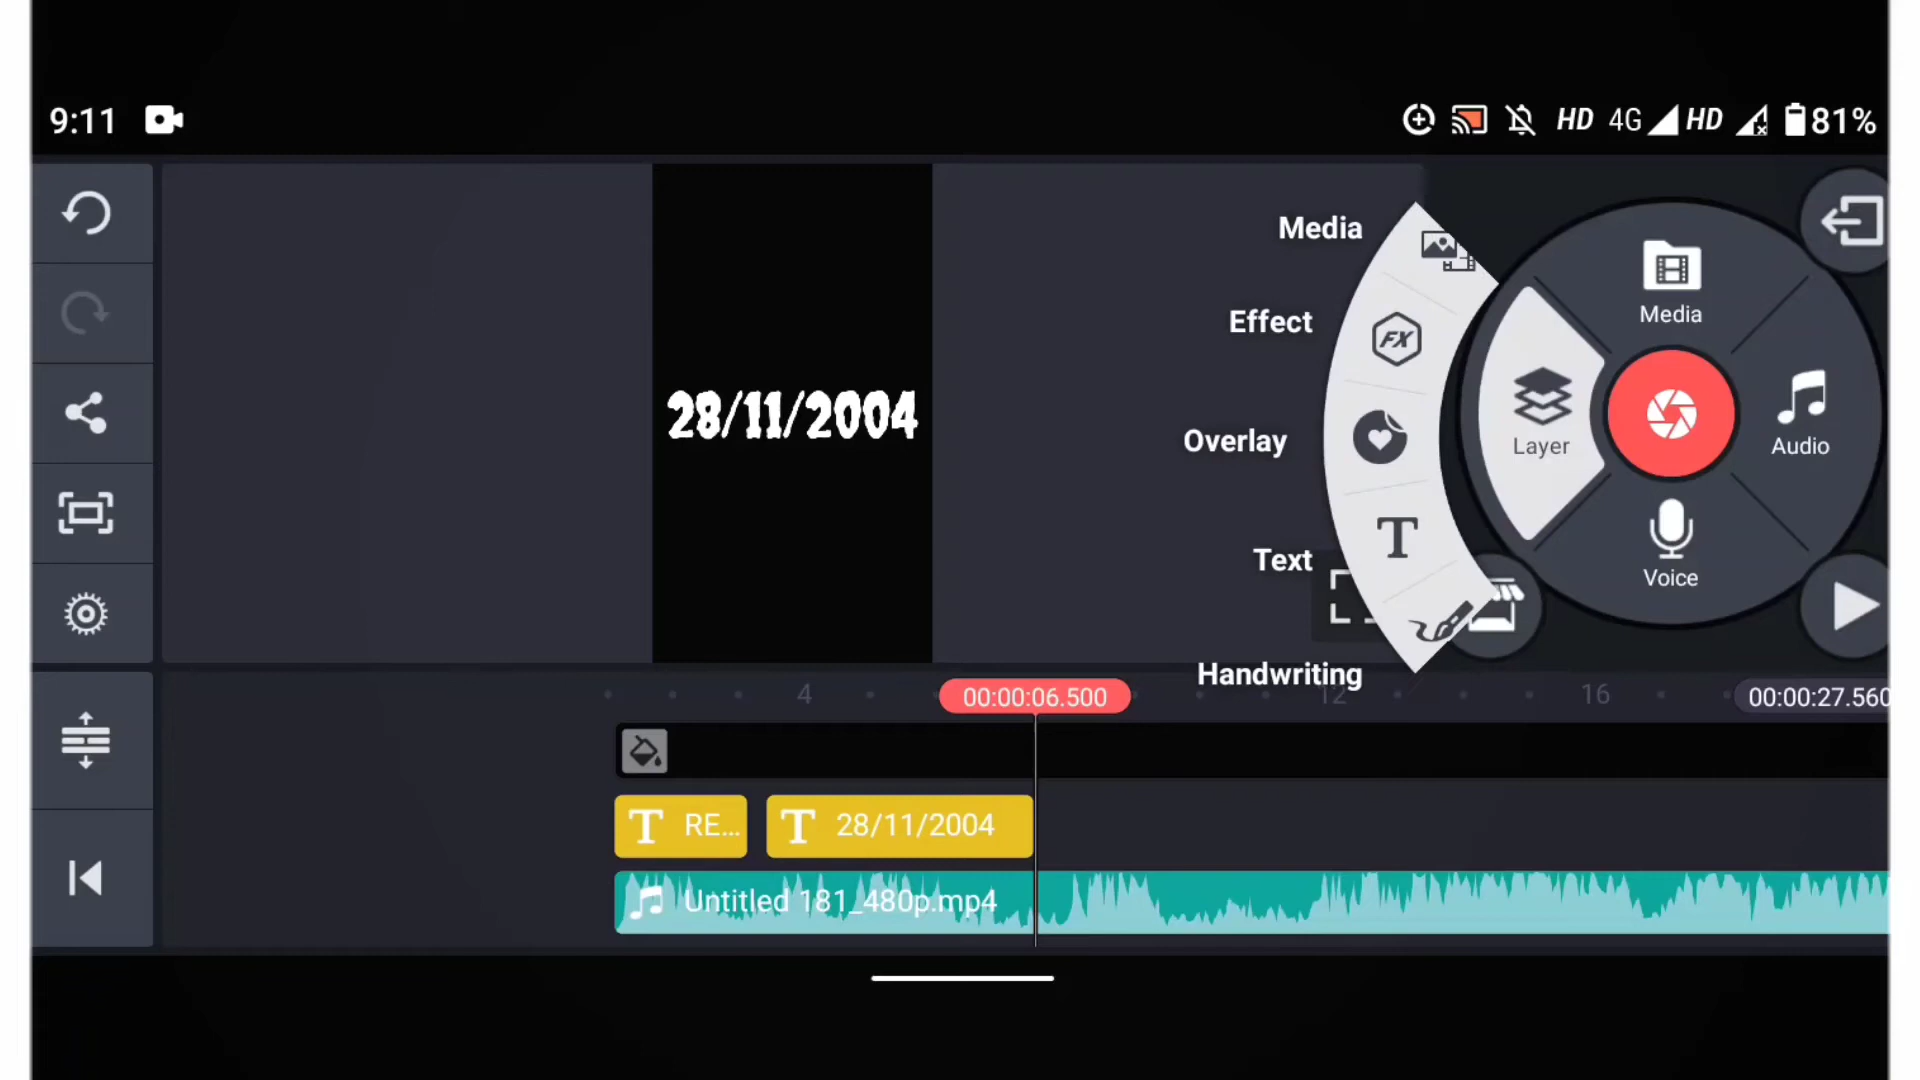 9:11
HD 4G HD 81%
Media
Effect
Overlay
Text
Handwriting
Media
Layer
Audio
Voice
28/11/2004
4
00:00:06.500
12
16
00:00:27.560
T RE... T 28/11/2004
Untitled 181_480p.mp4